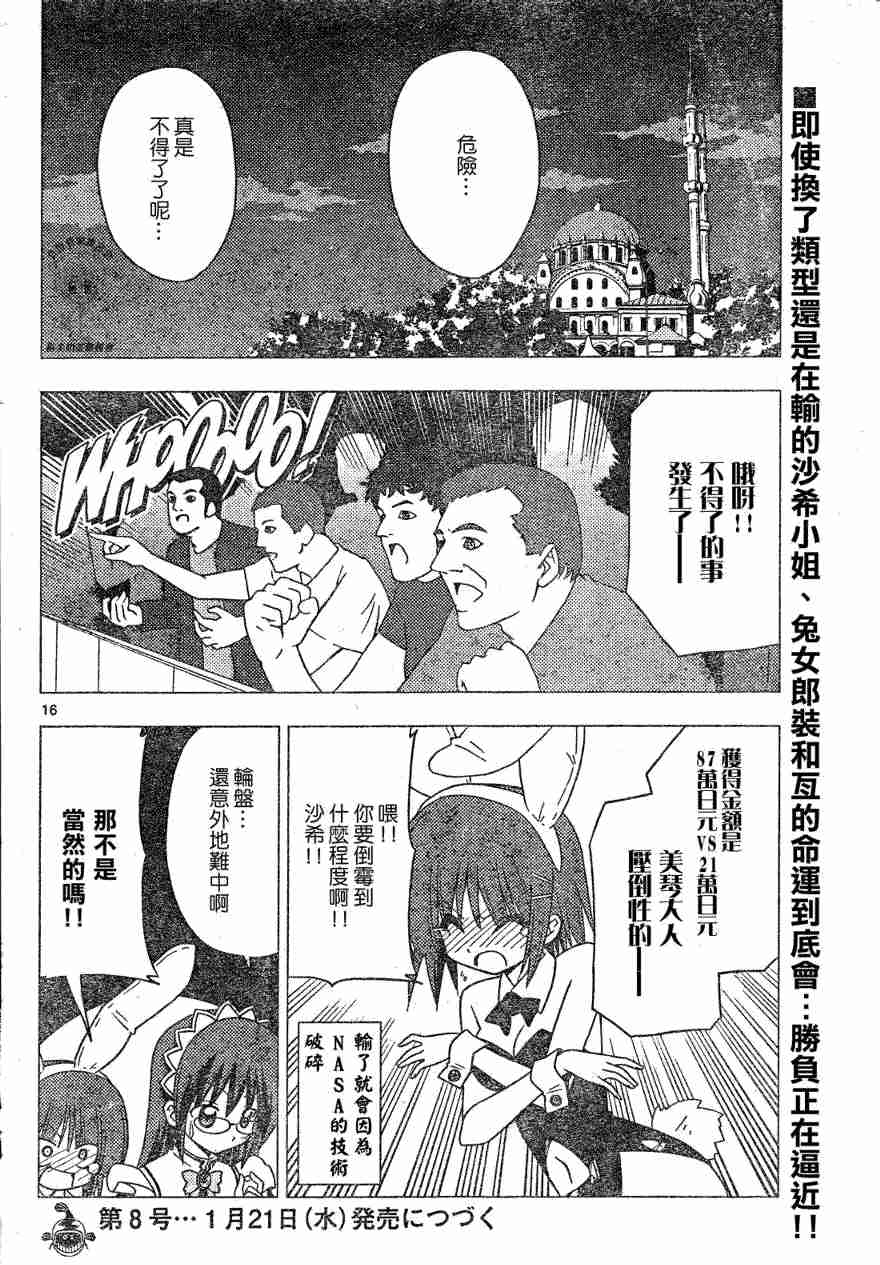 ■即使換了類型還是在輸的沙希小姐、兔女郎裝和亙的命運到底會…勝負正在逼近!!
危險…
真是
不得了了呢…
哦呀!!
不得了的事
發生了——
WHOOOOOO!
16
獲得金額是
87萬日元VS21萬日元
美琴大人
壓倒性的——
喂!!
你要倒霉到
什麼程度啊!!
沙希!!
輸了就會因為
NASA的技術
破碎
輪盤…
還意外地難中啊
那不是
當然的嗎!!
第8号…1月21日(水)発売につづく